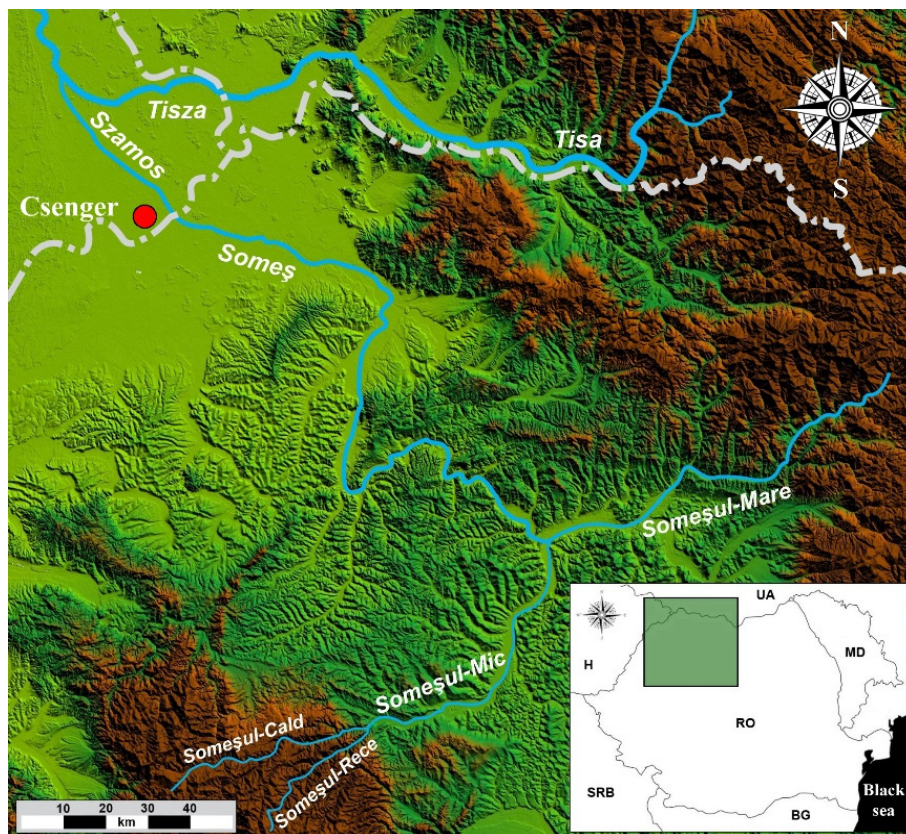 N
S
Tisza
Tisa
Szamos
Csenger
Someş
Someşul-Mare
Someşul-Mic
Someşul-Cald
Someşul-Rece
10 20 30 40
km
UA
H
MD
RO
U
SRB
BG
Black
sea